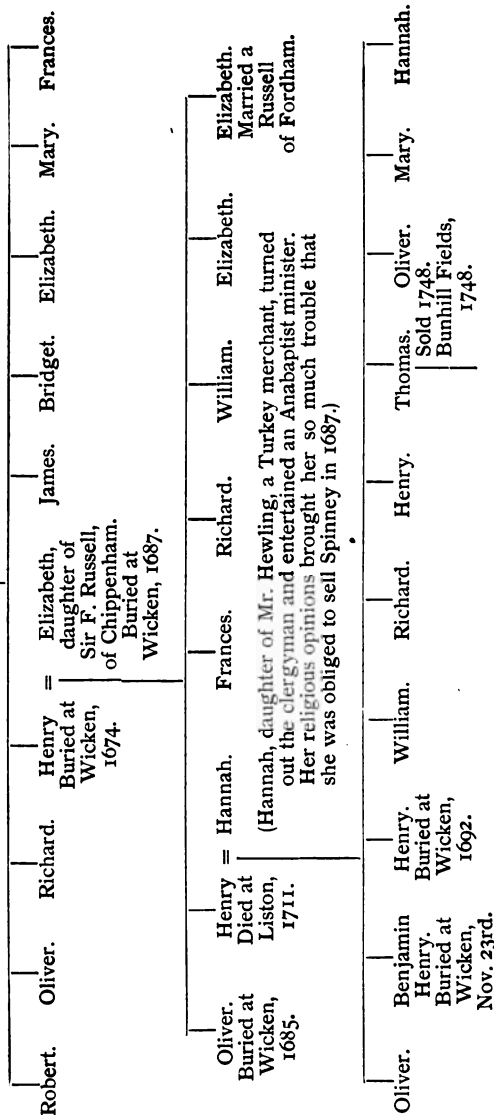 Robert.
Oliver.
Richard.
Henry
Buried at
Wicken,
1674.
=
Elizabeth,
daughter of
Sir F. Russell,
of Chippenham.
Buried at
Wicken, 1687.
James.
Bridget.
Elizabeth.
Mary.
Frances.
Oliver.
Buried at
Wicken,
1685.
Henry
Died at
Liston,
1711.
=
Hannah.
Frances.
Richard.
William.
Elizabeth.
Elizabeth.
Married a
Russell
of Fordham.
(Hannah, daughter of Mr. Hewling, a Turkey merchant, turned
out the clergyman and entertained an Anabaptist minister.
Her religious opinions brought her so much trouble that
she was obliged to sell Spinney in 1687.)
Oliver.
Benjamin
Henry.
Buried at
Wicken,
Nov. 23rd.
Henry.
Buried at
Wicken,
1692.
William.
Richard.
Henry.
Thomas.
Oliver.
Sold 1748.
Bunhill Fields,
1748.
Mary.
Hannah.